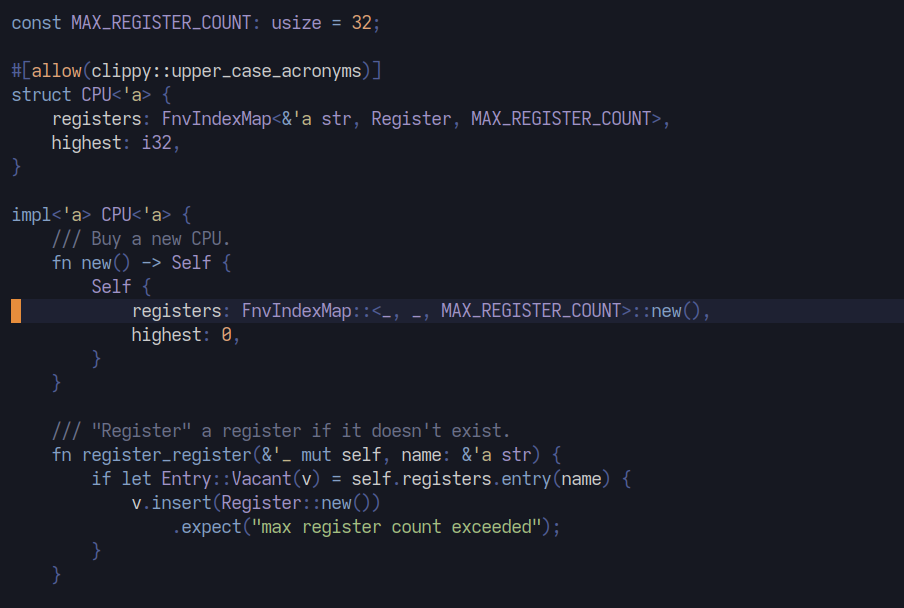 const MAX_REGISTER_COUNT: usize = 32;

#[allow(clippy::upper_case_acronyms)]
struct CPU<'a> {
    registers: FnvIndexMap<&'a str, Register, MAX_REGISTER_COUNT>,
    highest: i32,
}

impl<'a> CPU<'a> {
    /// Buy a new CPU.
    fn new() -> Self {
        Self {
            registers: FnvIndexMap::<_, _, MAX_REGISTER_COUNT>::new(),
            highest: 0,
        }
    }

    /// "Register" a register if it doesn't exist.
    fn register_register(&'_ mut self, name: &'a str) {
        if let Entry::Vacant(v) = self.registers.entry(name) {
            v.insert(Register::new())
                .expect("max register count exceeded");
        }
    }